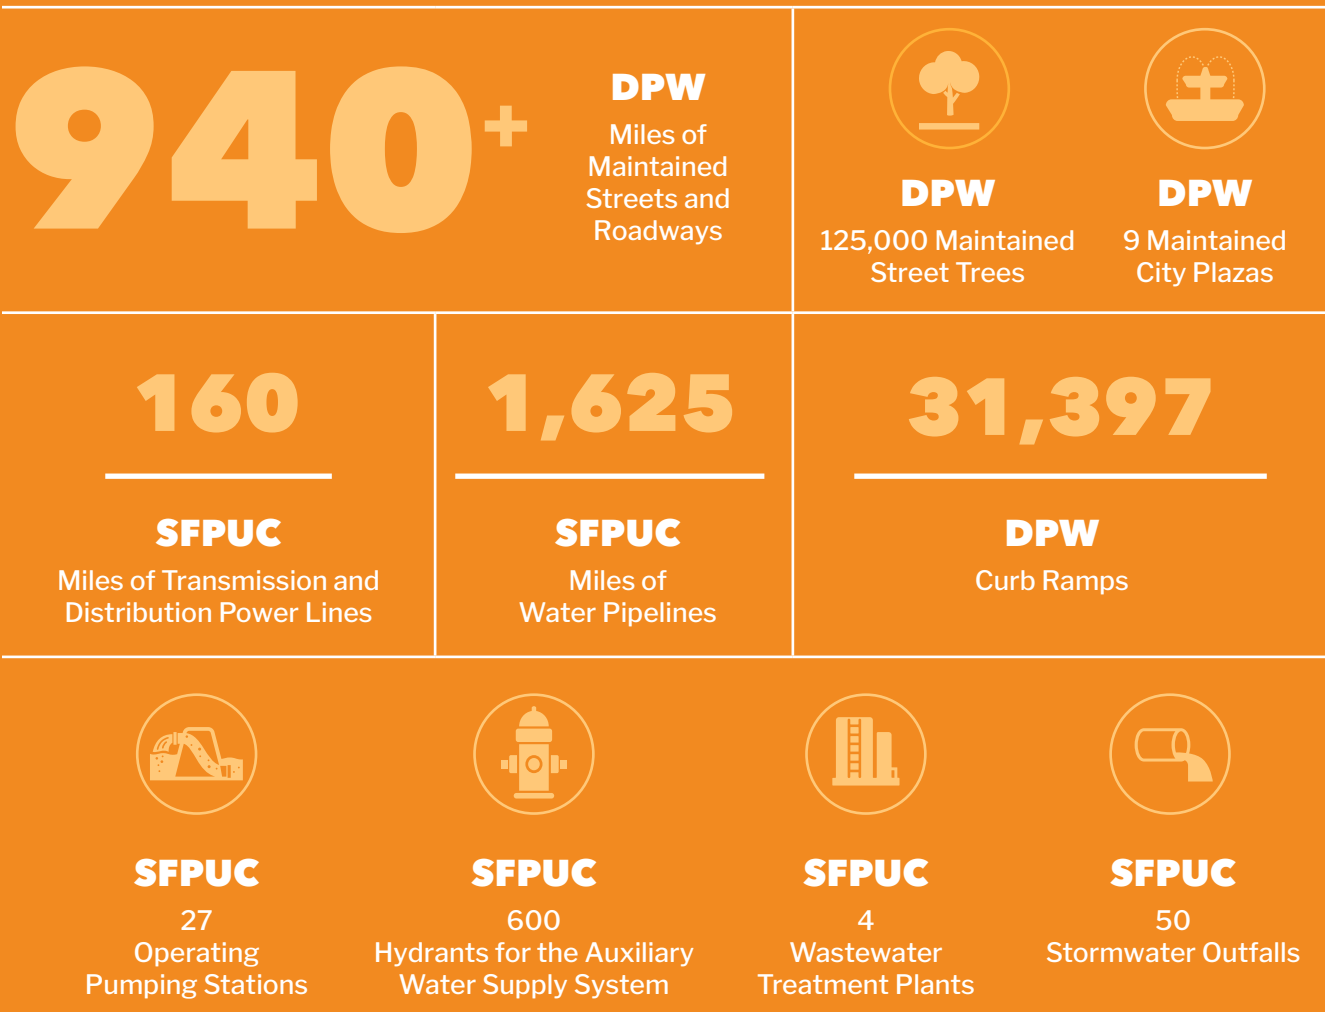 940+
DPW
Miles of
Maintained
Streets and
Roadways
DPW
125,000 Maintained
Street Trees
DPW
9 Maintained
City Plazas
160
SFPUC
Miles of Transmission and
Distribution Power Lines
1,625
SFPUC
Miles of
Water Pipelines
31,397
DPW
Curb Ramps
SFPUC
27
Operating
Pumping Stations
SFPUC
600
Hydrants for the Auxiliary
Water Supply System
SFPUC
4
Wastewater
Treatment Plants
SFPUC
50
Stormwater Outfalls